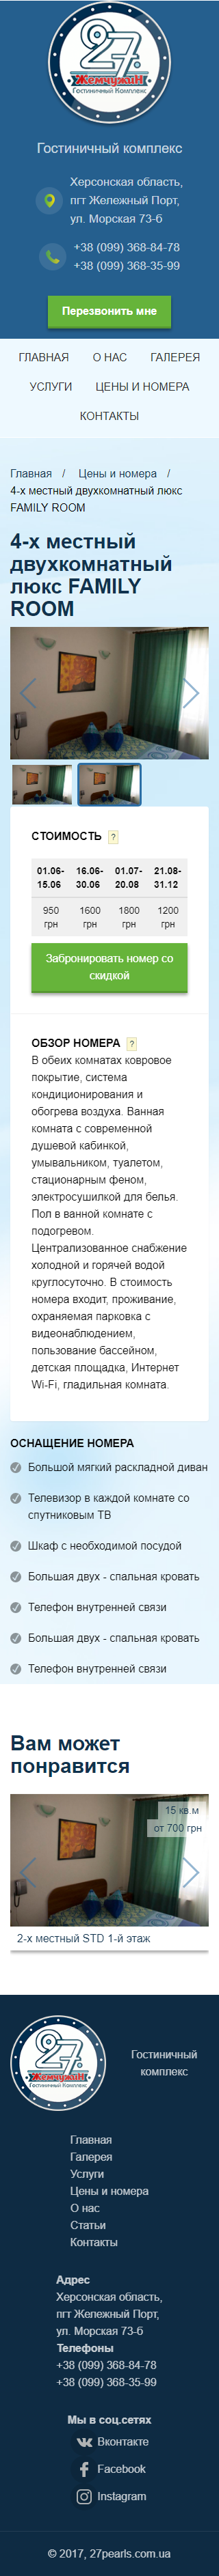 27
Жемчужин
Гостиничный Комплекс
Гостиничный комплекс
Херсонская область,
пгт Железный Порт,
ул. Морская 73-б
+38 (099) 368-84-78
+38 (099) 368-35-99
Перезвонить мне
ГЛАВНАЯ О НАС ГАЛЕРЕЯ
УСЛУГИ ЦЕНЫ И НОМЕРА
КОНТАКТЫ
Главная / Цены и номера /
4-х местный двухкомнатный люкс
FAMILY ROOM
4-х местный
двухкомнатный
люкс FAMILY
ROOM
СТОИМОСТЬ ?
01.06- 16.06- 01.07- 21.08-
15.06 30.06 20.08 31.12
950 1600 1800 1200
грн грн грн грн
Забронировать номер со
скидкой
ОБЗОР НОМЕРА ?
В обеих комнатах ковровое
покрытие, система
кондиционирования и
обогрева воздуха. Ванная
комната с современной
душевой кабинкой,
умывальником, туалетом,
стационарным феном,
электросушилкой для белья.
Пол в ванной комнате с
подогревом.
Централизованное снабжение
холодной и горячей водой
круглосуточно. В стоимость
номера входит, проживание,
охраняемая парковка с
видеонаблюдением,
пользование бассейном,
детская площадка, Интернет
Wi-Fi, гладильная комната.
ОСНАЩЕНИЕ НОМЕРА
Большой мягкий раскладной диван
Телевизор в каждой комнате со
спутниковым ТВ
Шкаф с необходимой посудой
Большая двух - спальная кровать
Телефон внутренней связи
Большая двух - спальная кровать
Телефон внутренней связи
Вам может
понравится
15 кв.м
от 700 грн
2-х местный STD 1-й этаж
27
Жемчужин
Гостиничный Комплекс
Гостиничный
комплекс
Главная
Галерея
Услуги
Цены и номера
О нас
Статьи
Контакты
Адрес
Херсонская область,
пгт Железный Порт,
ул. Морская 73-б
Телефоны
+38 (099) 368-84-78
+38 (099) 368-35-99
Мы в соц.сетях
Вконтакте
Facebook
Instagram
© 2017, 27pearls.com.ua